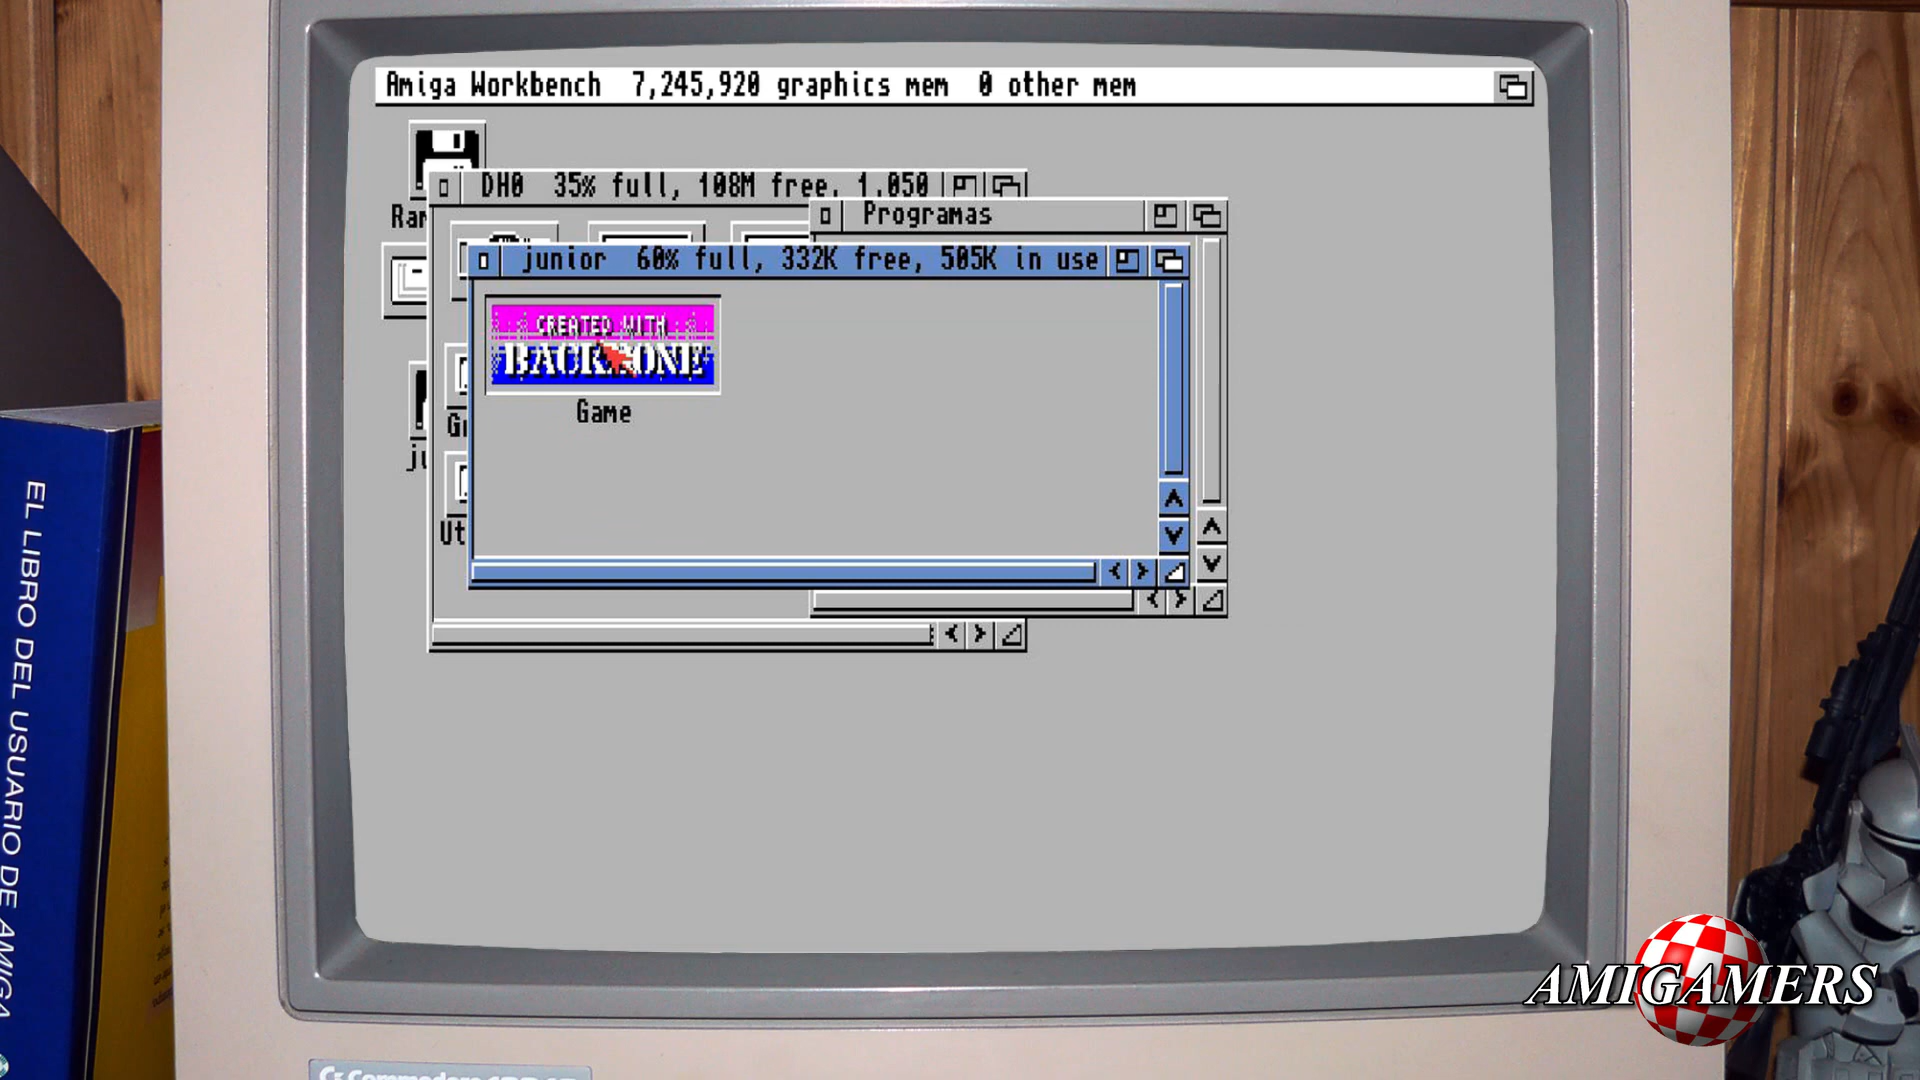 Amiga Workbench 7,245,920 graphics mem 0 other mem
DH0 35% full, 108M free, 1,050
Programas
junior 60% full, 332K free, 505K in use
CREATED WITH
BACKBONE
Game
EL LIBRO DEL USUARIO DE AMIGA
AMIGAMERS
Commodore